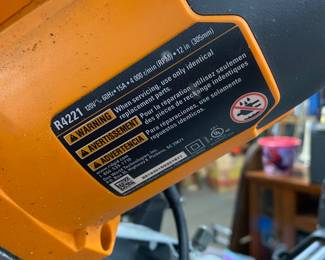 R4221
120V~ 60Hz • 15A • 4 000 r/min (RPM) • 12 in (305mm)
WARNING When servicing use only identical
replacement parts.
AVERTISSEMENT Pour la réparation utilisez seulement
des pièces de rechange identiques
ADVERTENCIA Para reparaciones, use solamente
repuestos idénticos.